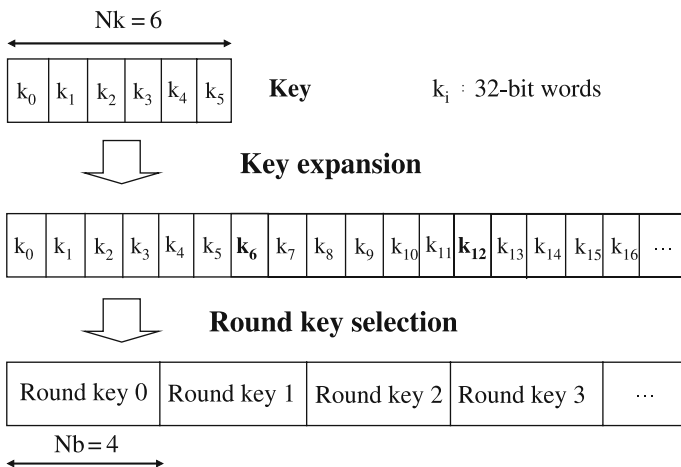 Nk = 6
k₀ k₁ k₂ k₃ k₄ k₅ Key kᵢ : 32-bit words
Key expansion
k₀ k₁ k₂ k₃ k₄ k₅ k₆ k₇ k₈ k₉ k₁₀ k₁₁ k₁₂ k₁₃ k₁₄ k₁₅ k₁₆ ...
Round key selection
Round key 0 Round key 1 Round key 2 Round key 3 ...
Nb = 4